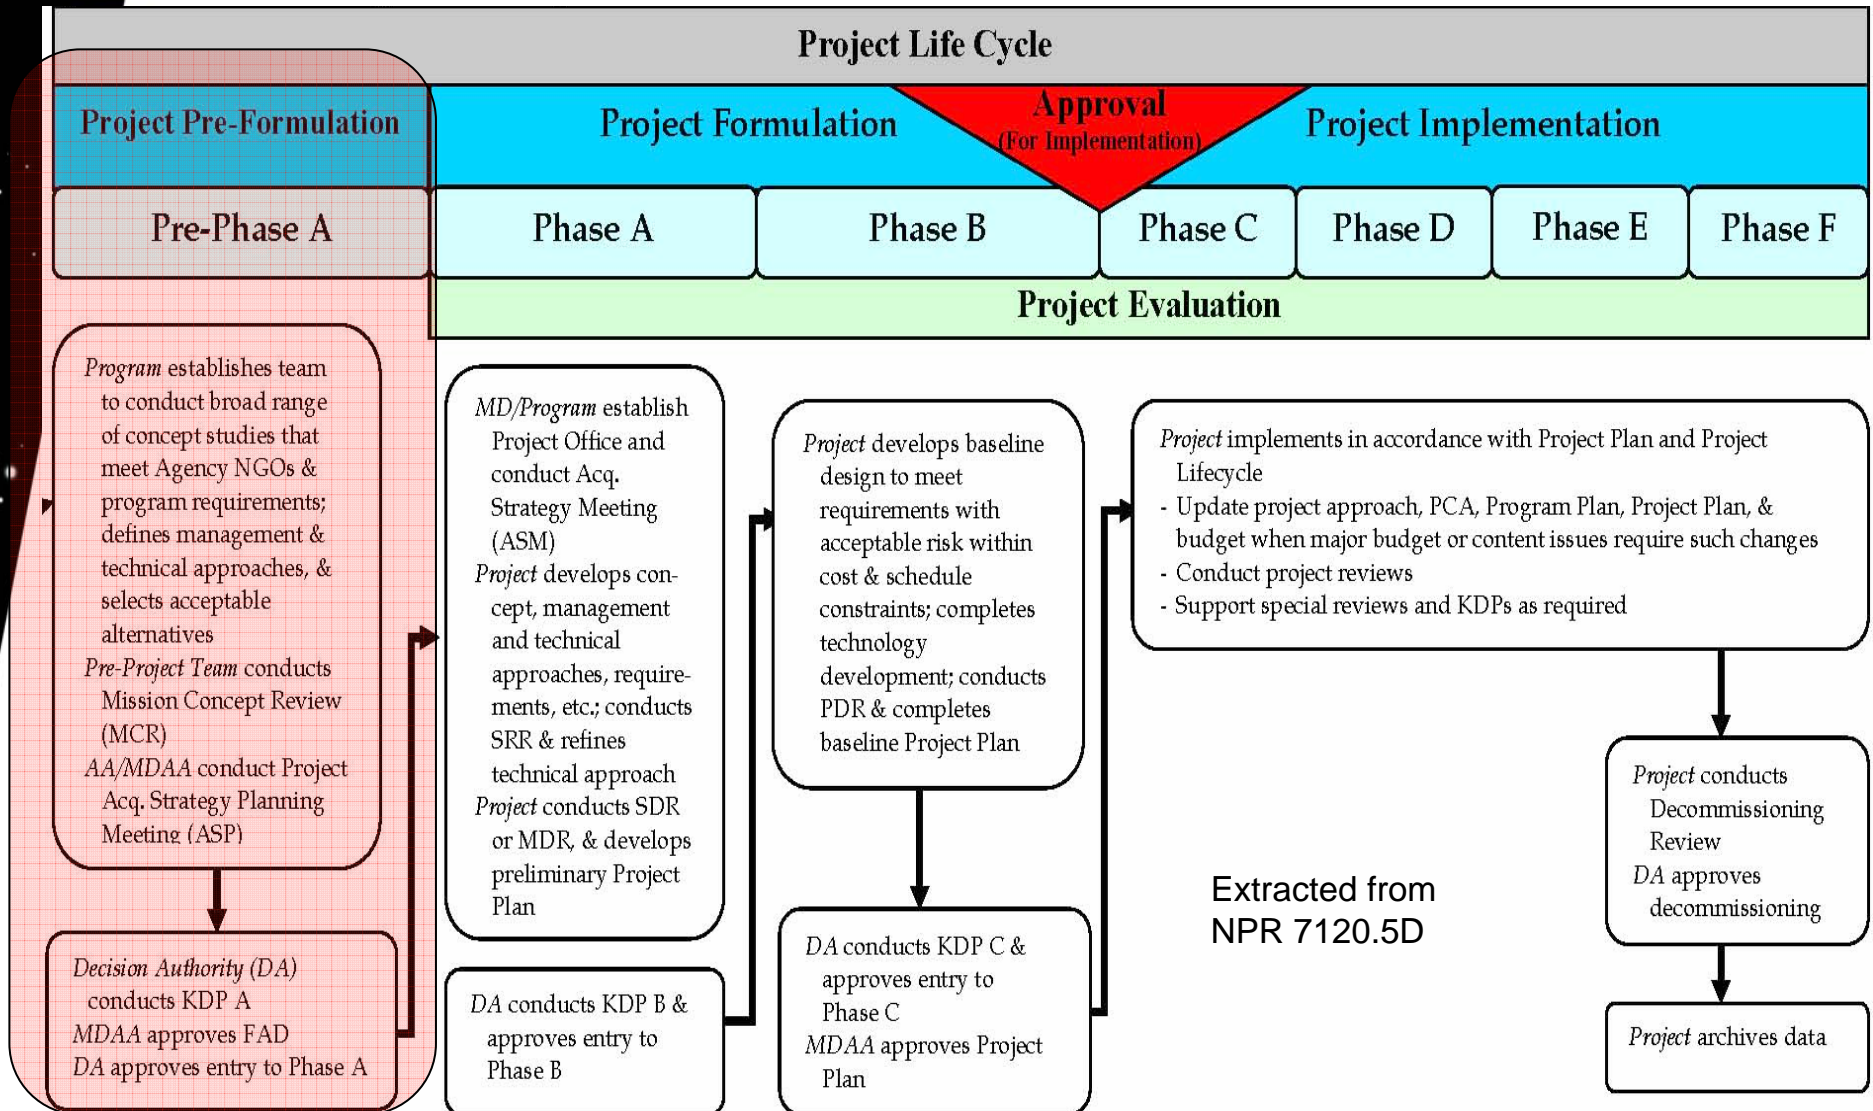 Project Life Cycle
Project Pre-Formulation
Project Formulation
Approval
(For Implementation)
Project Implementation
Pre-Phase A
Phase A
Phase B
Phase C
Phase D
Phase E
Phase F
Project Evaluation
Program establishes team
to conduct broad range
of concept studies that
meet Agency NGOs &
program requirements;
defines management &
technical approaches, &
selects acceptable
alternatives
Pre-Project Team conducts
Mission Concept Review
(MCR)
AA/MDAA conduct Project
Acq. Strategy Planning
Meeting (ASP)
Decision Authority (DA)
conducts KDP A
MDAA approves FAD
DA approves entry to Phase A
MD/Program establish
Project Office and
conduct Acq.
Strategy Meeting
(ASM)
Project develops con-
cept, management
and technical
approaches, require-
ments, etc.; conducts
SRR & refines
technical approach
Project conducts SDR
or MDR, & develops
preliminary Project
Plan
DA conducts KDP B &
approves entry to
Phase B
Project develops baseline
design to meet
requirements with
acceptable risk within
cost & schedule
constraints; completes
technology
development; conducts
PDR & completes
baseline Project Plan
DA conducts KDP C &
approves entry to
Phase C
MDAA approves Project
Plan
Project implements in accordance with Project Plan and Project
Lifecycle
- Update project approach, PCA, Program Plan, Project Plan, &
budget when major budget or content issues require such changes
- Conduct project reviews
- Support special reviews and KDPs as required
Project conducts
Decommissioning
Review
DA approves
decommissioning
Project archives data
Extracted from
NPR 7120.5D